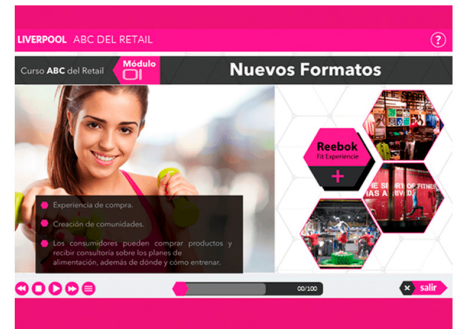 LIVERPOOL ABC DEL RETAIL
?
Curso ABC del Retail
Módulo
01
Nuevos Formatos
Reebok
Fit Experiencie
+
Experiencia de compra.
Creación de comunidades.
Los consumidores pueden comprar productos y
recibir consultoría sobre los planes de
alimentación, además de dónde y cómo entrenar.
00/100
× salir